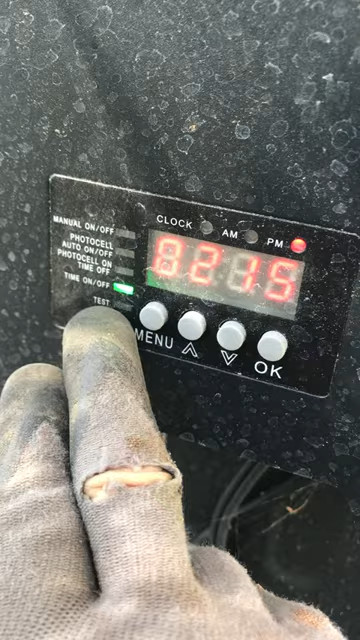 MANUAL ON/OFF
PHOTOCELL
AUTO ON/OFF
PHOTOCELL ON
TIME OFF
TIME ON/OFF
TEST
CLOCK
AM
PM
8215
MENU
OK